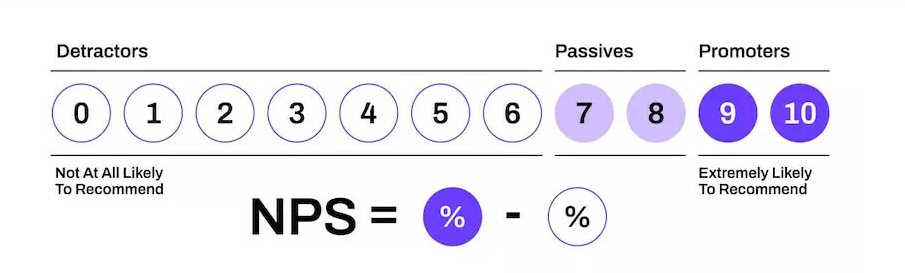 Detractors Passives Promoters
0 1 2 3 4 5 6 7 8 9 10
Not At All Likely Extremely Likely
To Recommend To Recommend
NPS = % - %